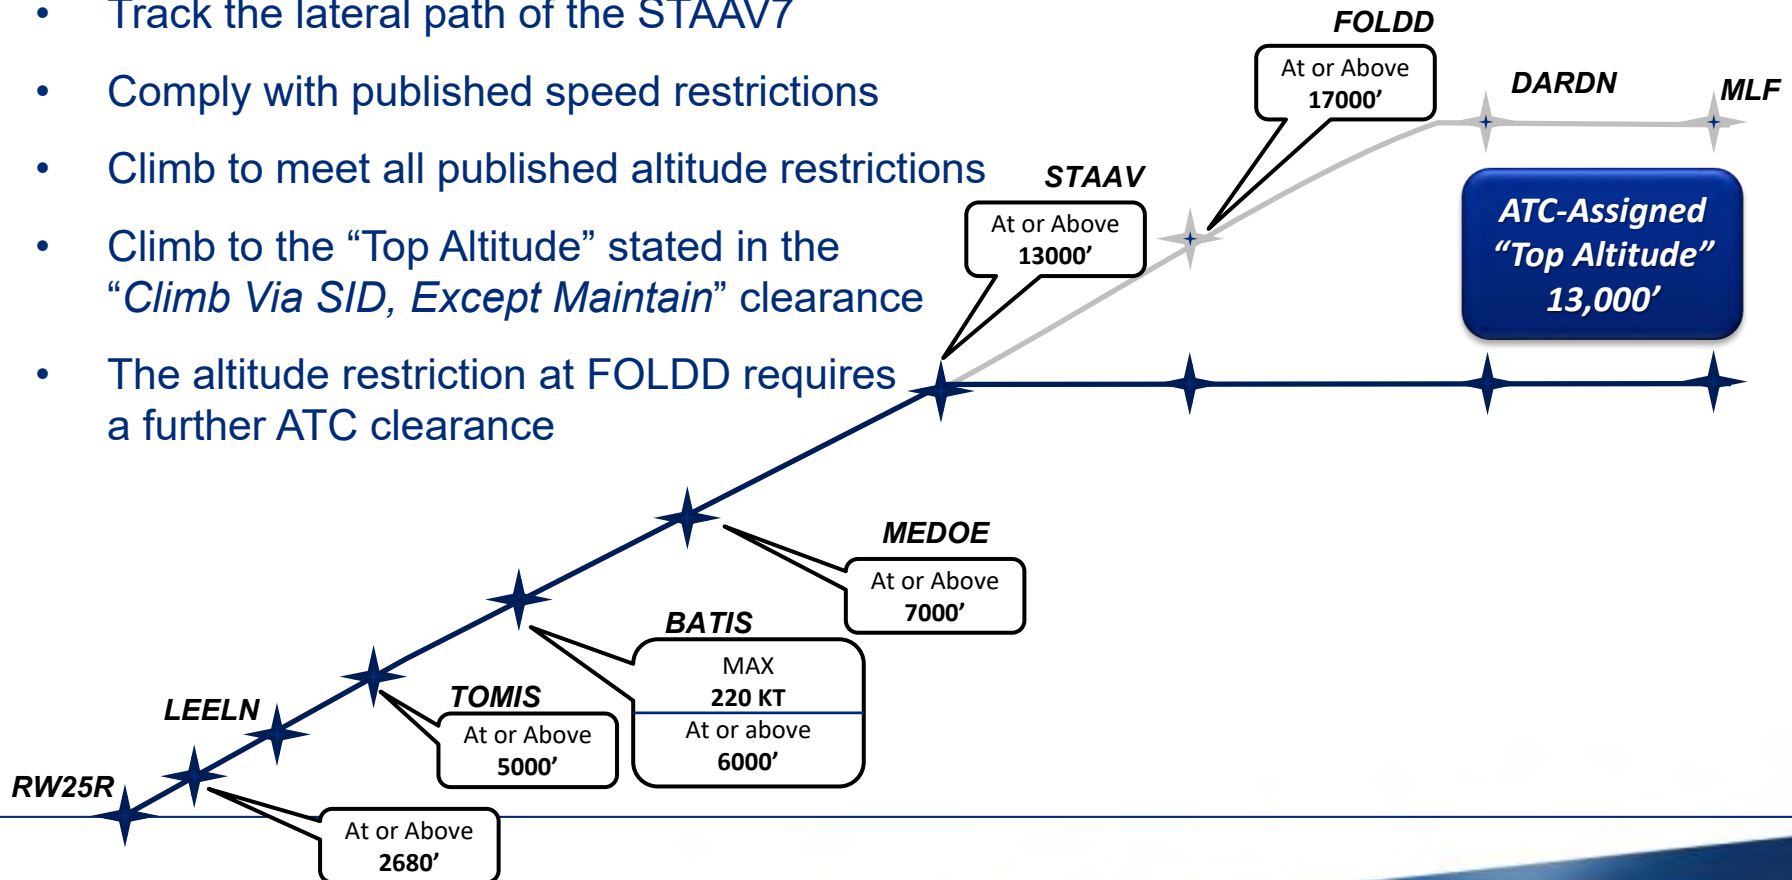 • Track the lateral path of the STAAV7
• Comply with published speed restrictions
• Climb to meet all published altitude restrictions
• Climb to the “Top Altitude” stated in the
“Climb Via SID, Except Maintain” clearance
• The altitude restriction at FOLDD requires
a further ATC clearance
FOLDD
At or Above
17000’
DARDN
MLF
STAAV
At or Above
13000’
ATC-Assigned
“Top Altitude”
13,000’
MEDOE
At or Above
7000’
BATIS
MAX
220 KT
At or above
6000’
TOMIS
At or Above
5000’
LEELN
RW25R
At or Above
2680’